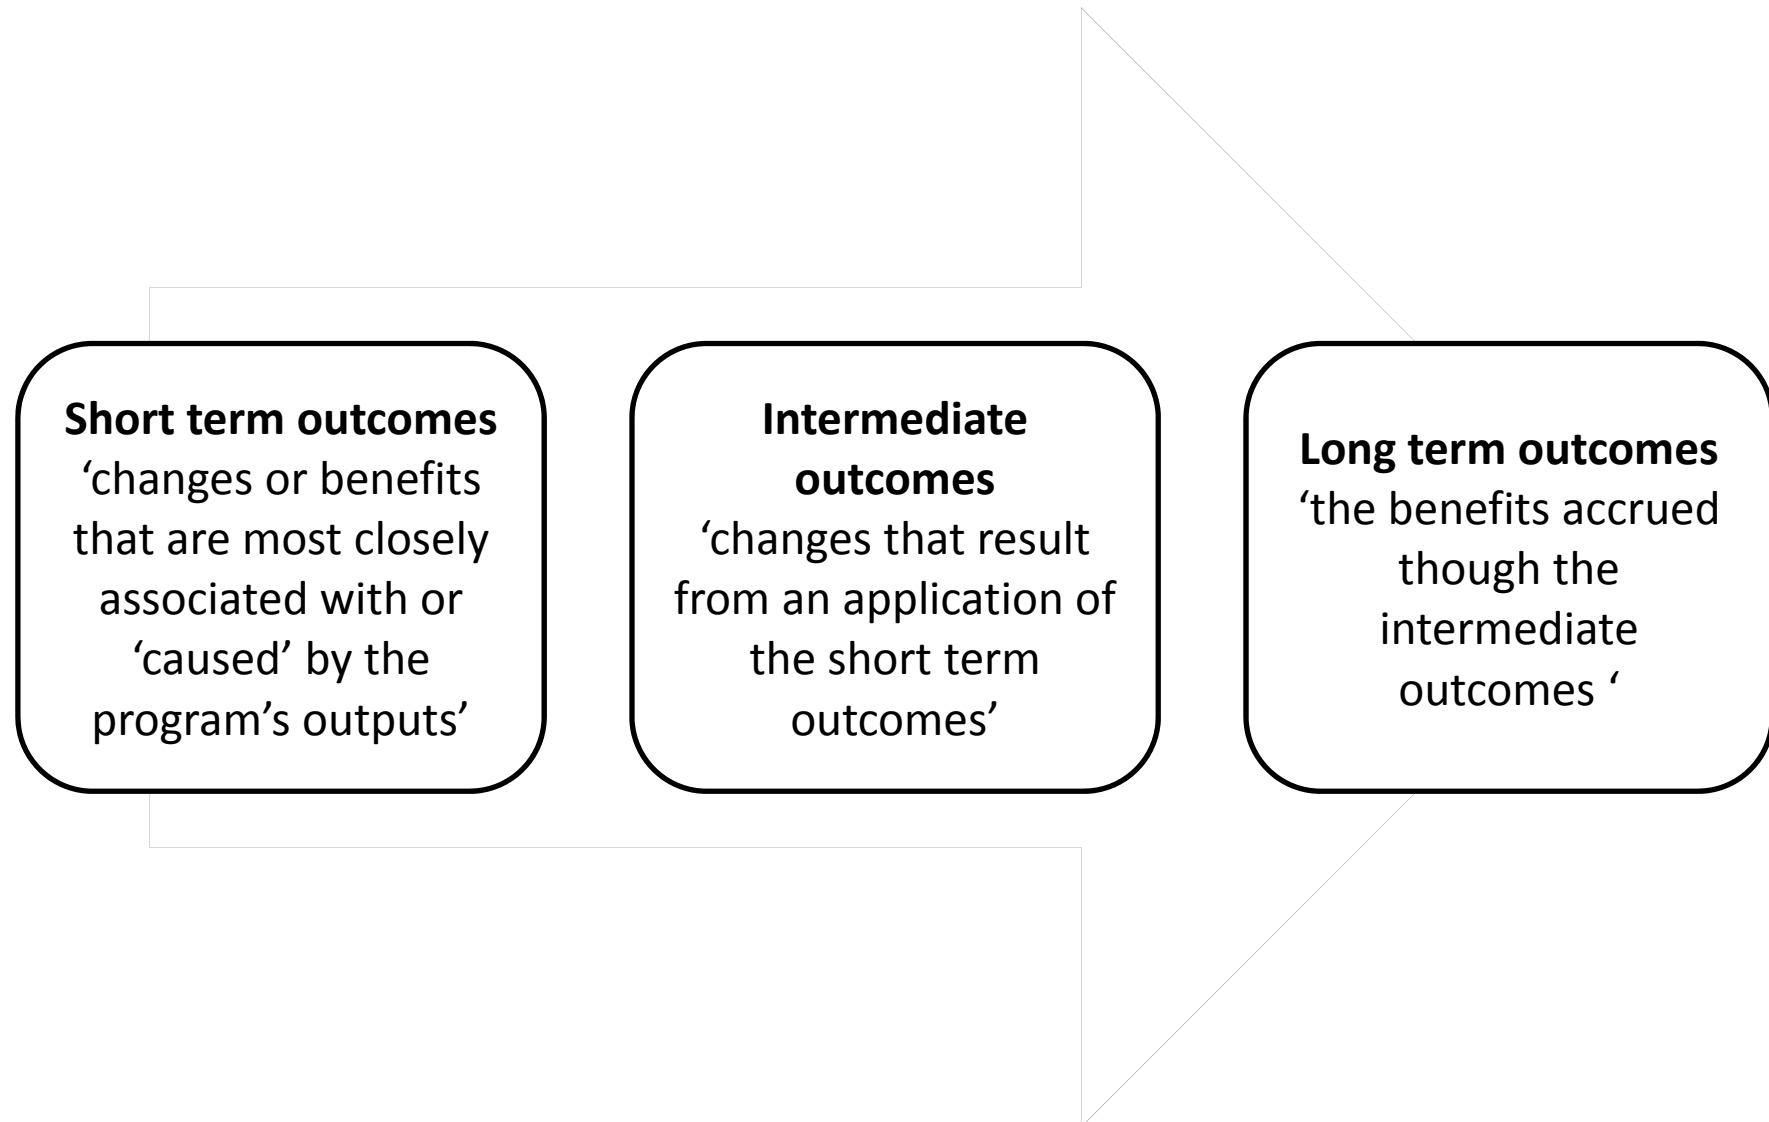 Short term outcomes
‘changes or benefits
that are most closely
associated with or
‘caused’ by the
program’s outputs’
Intermediate
outcomes
‘changes that result
from an application of
the short term
outcomes’
Long term outcomes
‘the benefits accrued
though the
intermediate
outcomes ‘